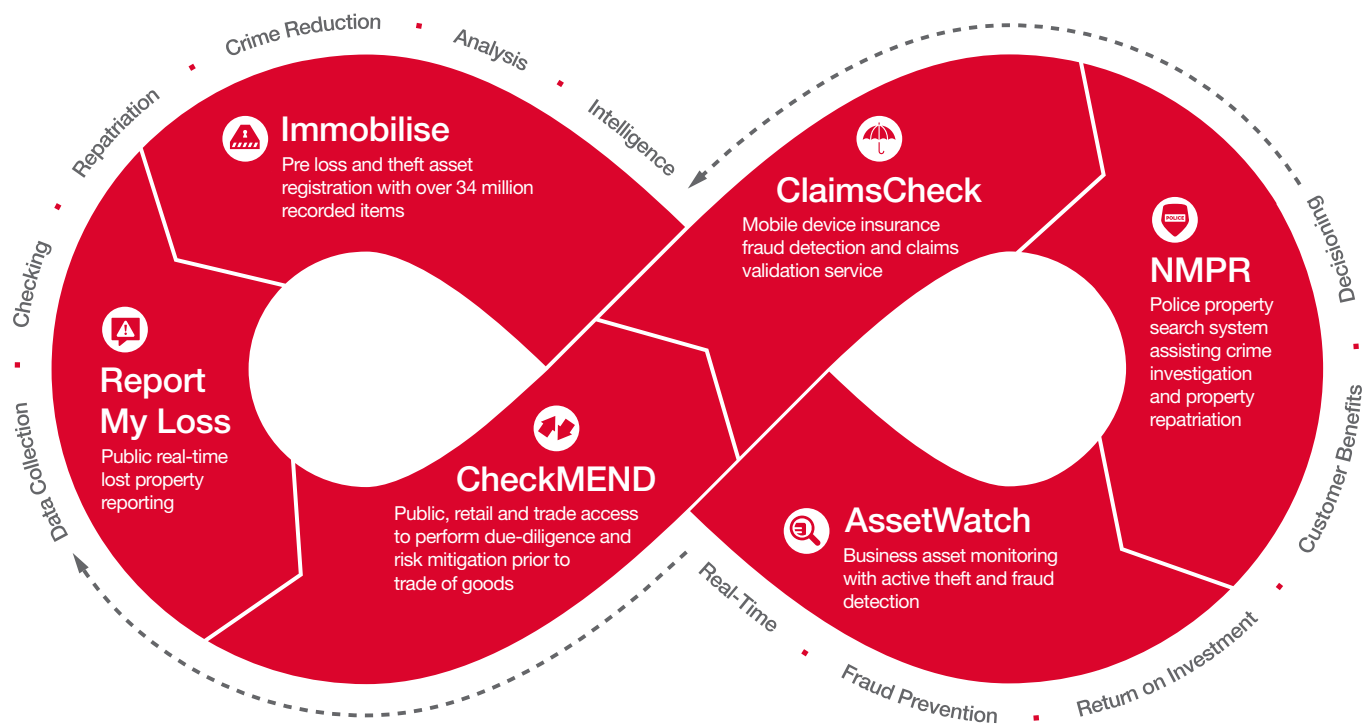 Crime Reduction
Analysis
Intelligence
Repatriation
Checking
Data Collection
Immobilise
Pre loss and theft asset
registration with over 34 million
recorded items
Report
My Loss
Public real-time
lost property
reporting
CheckMEND
Public, retail and trade access
to perform due-diligence and
risk mitigation prior to
trade of goods
ClaimsCheck
Mobile device insurance
fraud detection and claims
validation service
POLICE
NMPR
Police property
search system
assisting crime
investigation
and property
repatriation
AssetWatch
Business asset monitoring
with active theft and fraud
detection
Decisioning
Customer Benefits
Return on Investment
Fraud Prevention
Real-Time